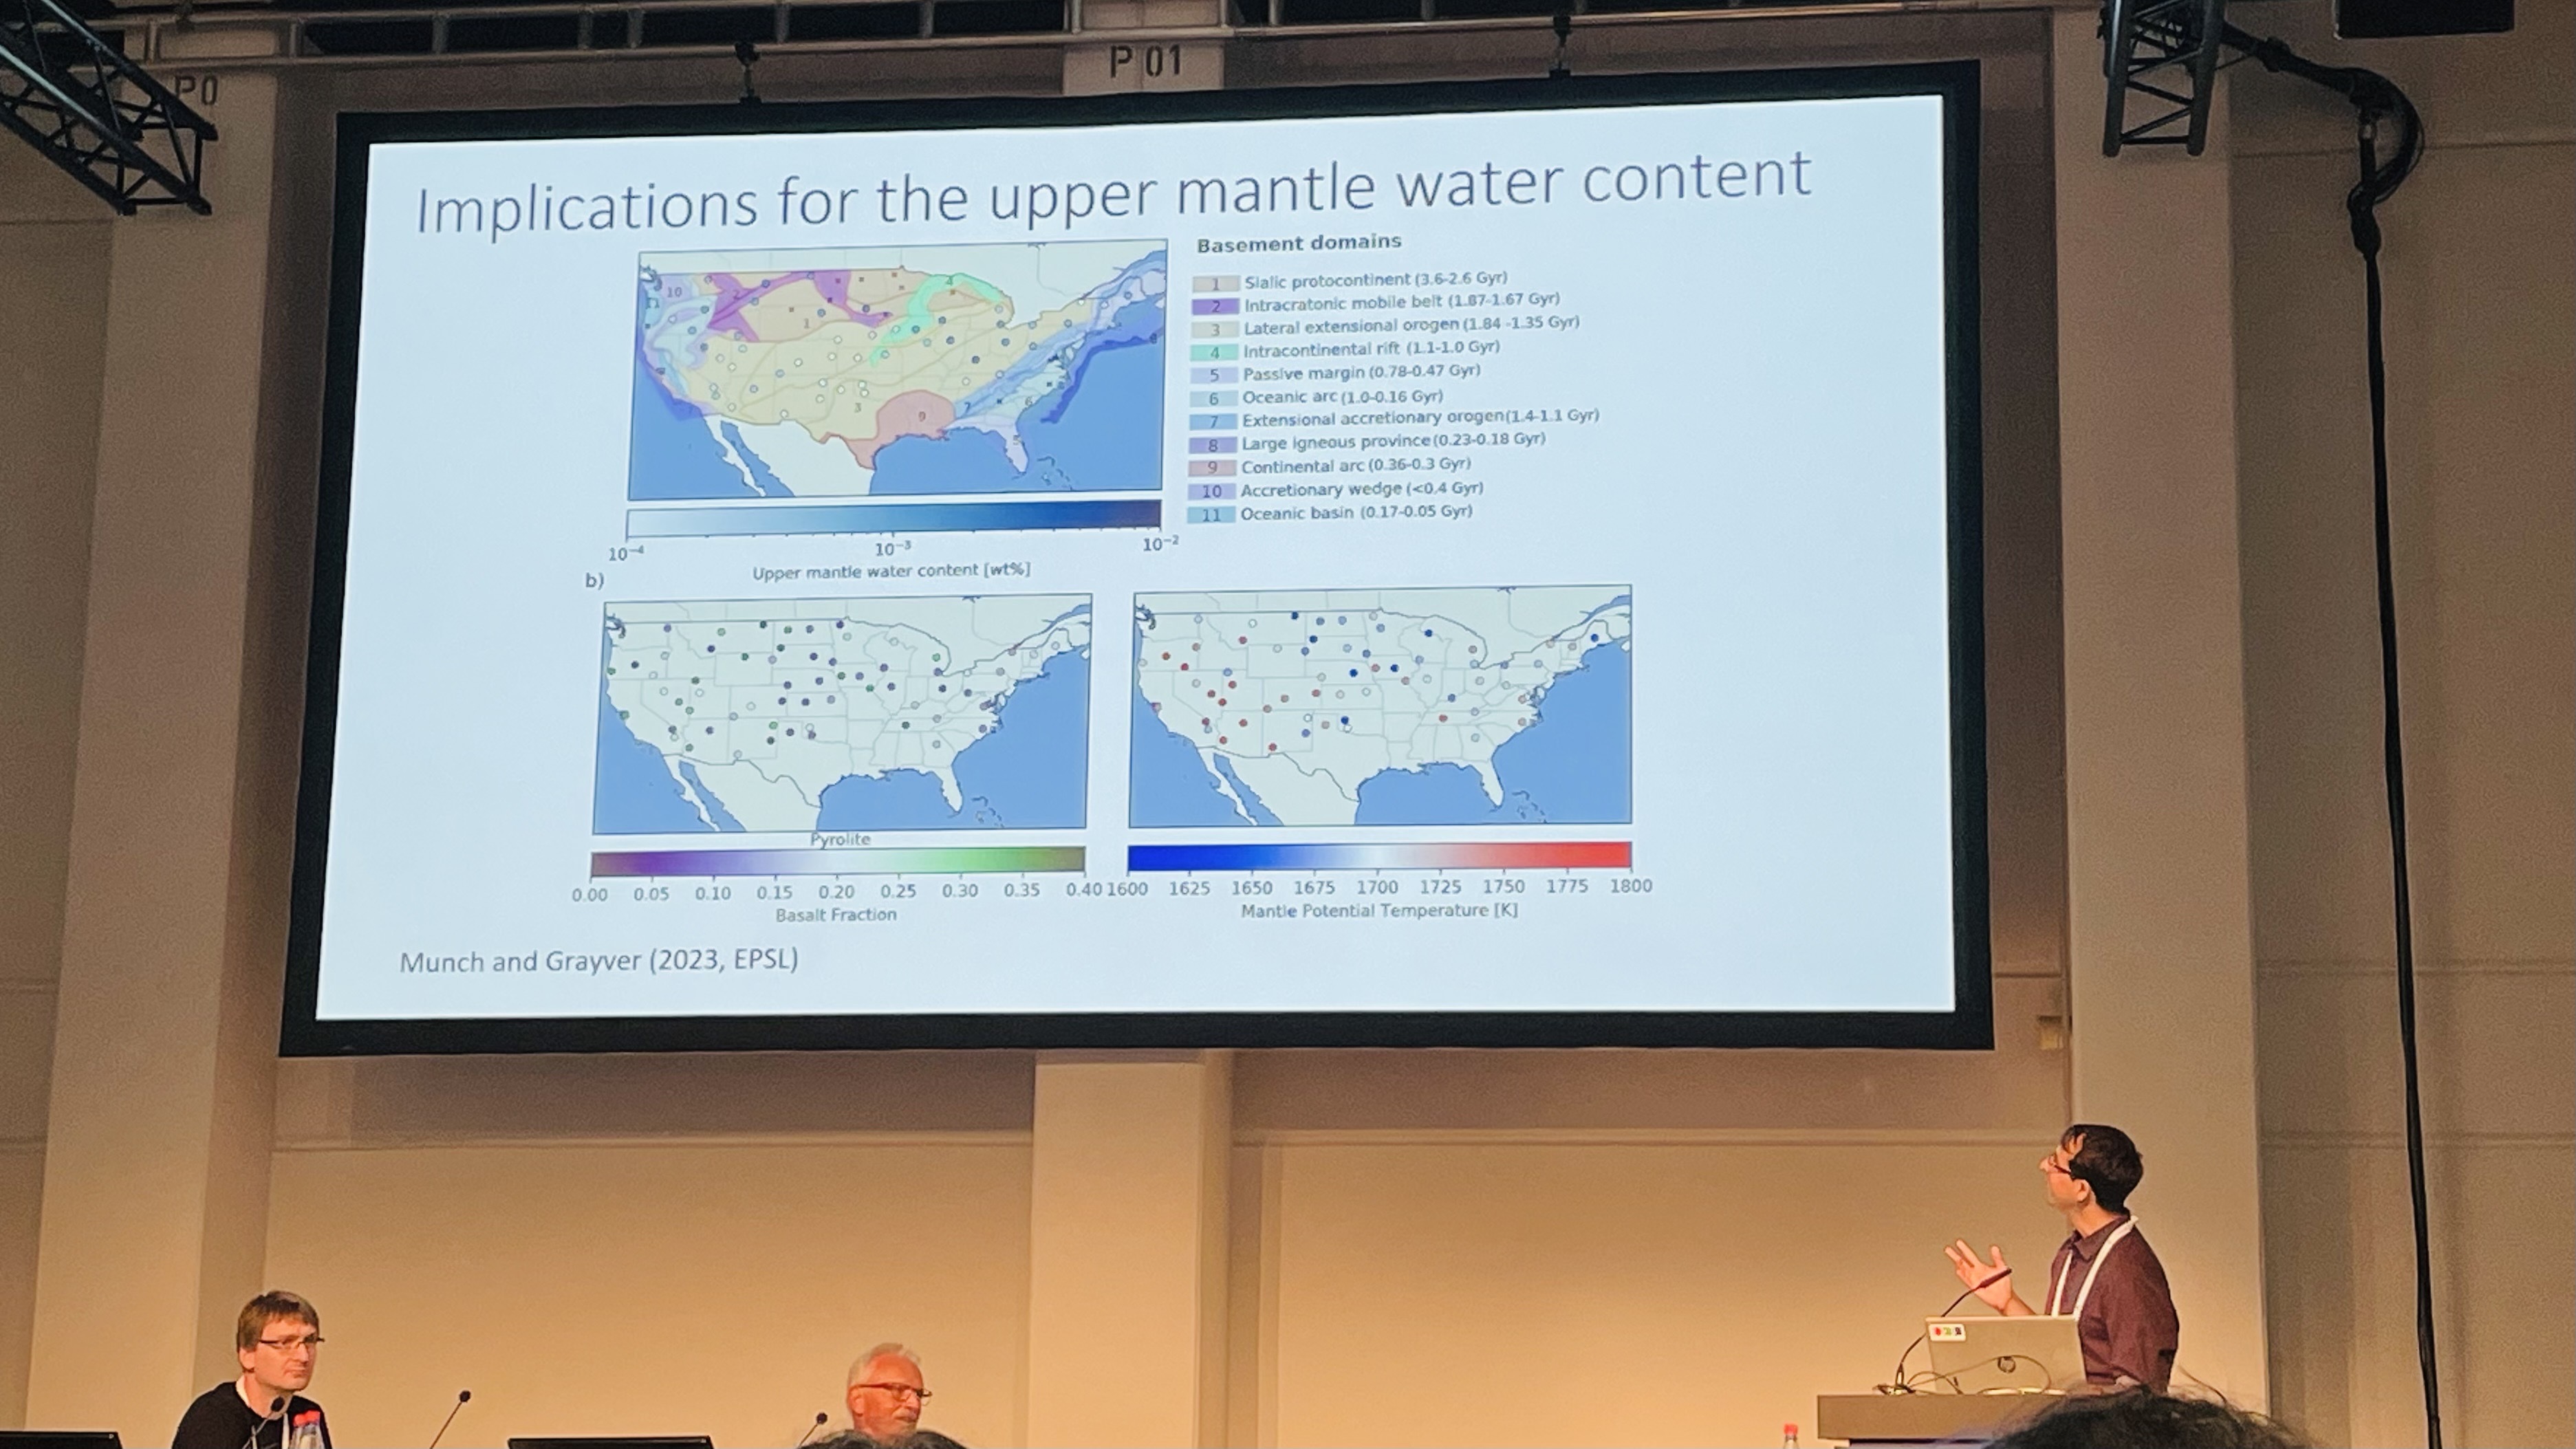 P0
P 01
Implications for the upper mantle water content
Basement domains
1 Sialic protocontinent (3.6-2.6 Gyr)
2 Intracratonic mobile belt (1.87-1.67 Gyr)
3 Lateral extensional orogen (1.84 -1.35 Gyr)
4 Intracontinental rift (1.1-1.0 Gyr)
5 Passive margin (0.78-0.47 Gyr)
6 Oceanic arc (1.0-0.16 Gyr)
7 Extensional accretionary orogen(1.4-1.1 Gyr)
8 Large igneous province (0.23-0.18 Gyr)
9 Continental arc (0.36-0.3 Gyr)
10 Accretionary wedge (<0.4 Gyr)
11 Oceanic basin (0.17-0.05 Gyr)
10
11
2
4
1
3
9
7
6
5
8
10⁻⁴ 10⁻³ 10⁻²
Upper mantle water content [wt%]
b)
Pyrolite
0.00 0.05 0.10 0.15 0.20 0.25 0.30 0.35 0.40
Basalt Fraction
1600 1625 1650 1675 1700 1725 1750 1775 1800
Mantle Potential Temperature [K]
Munch and Grayver (2023, EPSL)